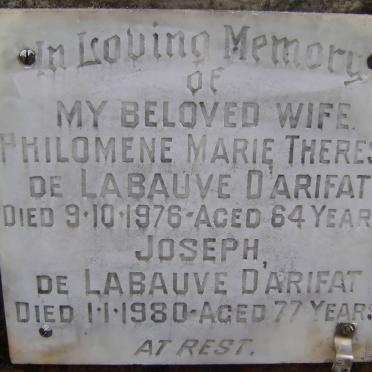 In Loving Memory
OF
MY BELOVED WIFE
PHILOMENE MARIE THERES
DE LABAUVE D'ARIFAT
DIED 9·10·1976-AGED 64 YEAR
JOSEPH,
DE LABAUVE D'ARIFAT
DIED 1·1·1980-AGED 77 YEARS
AT REST.